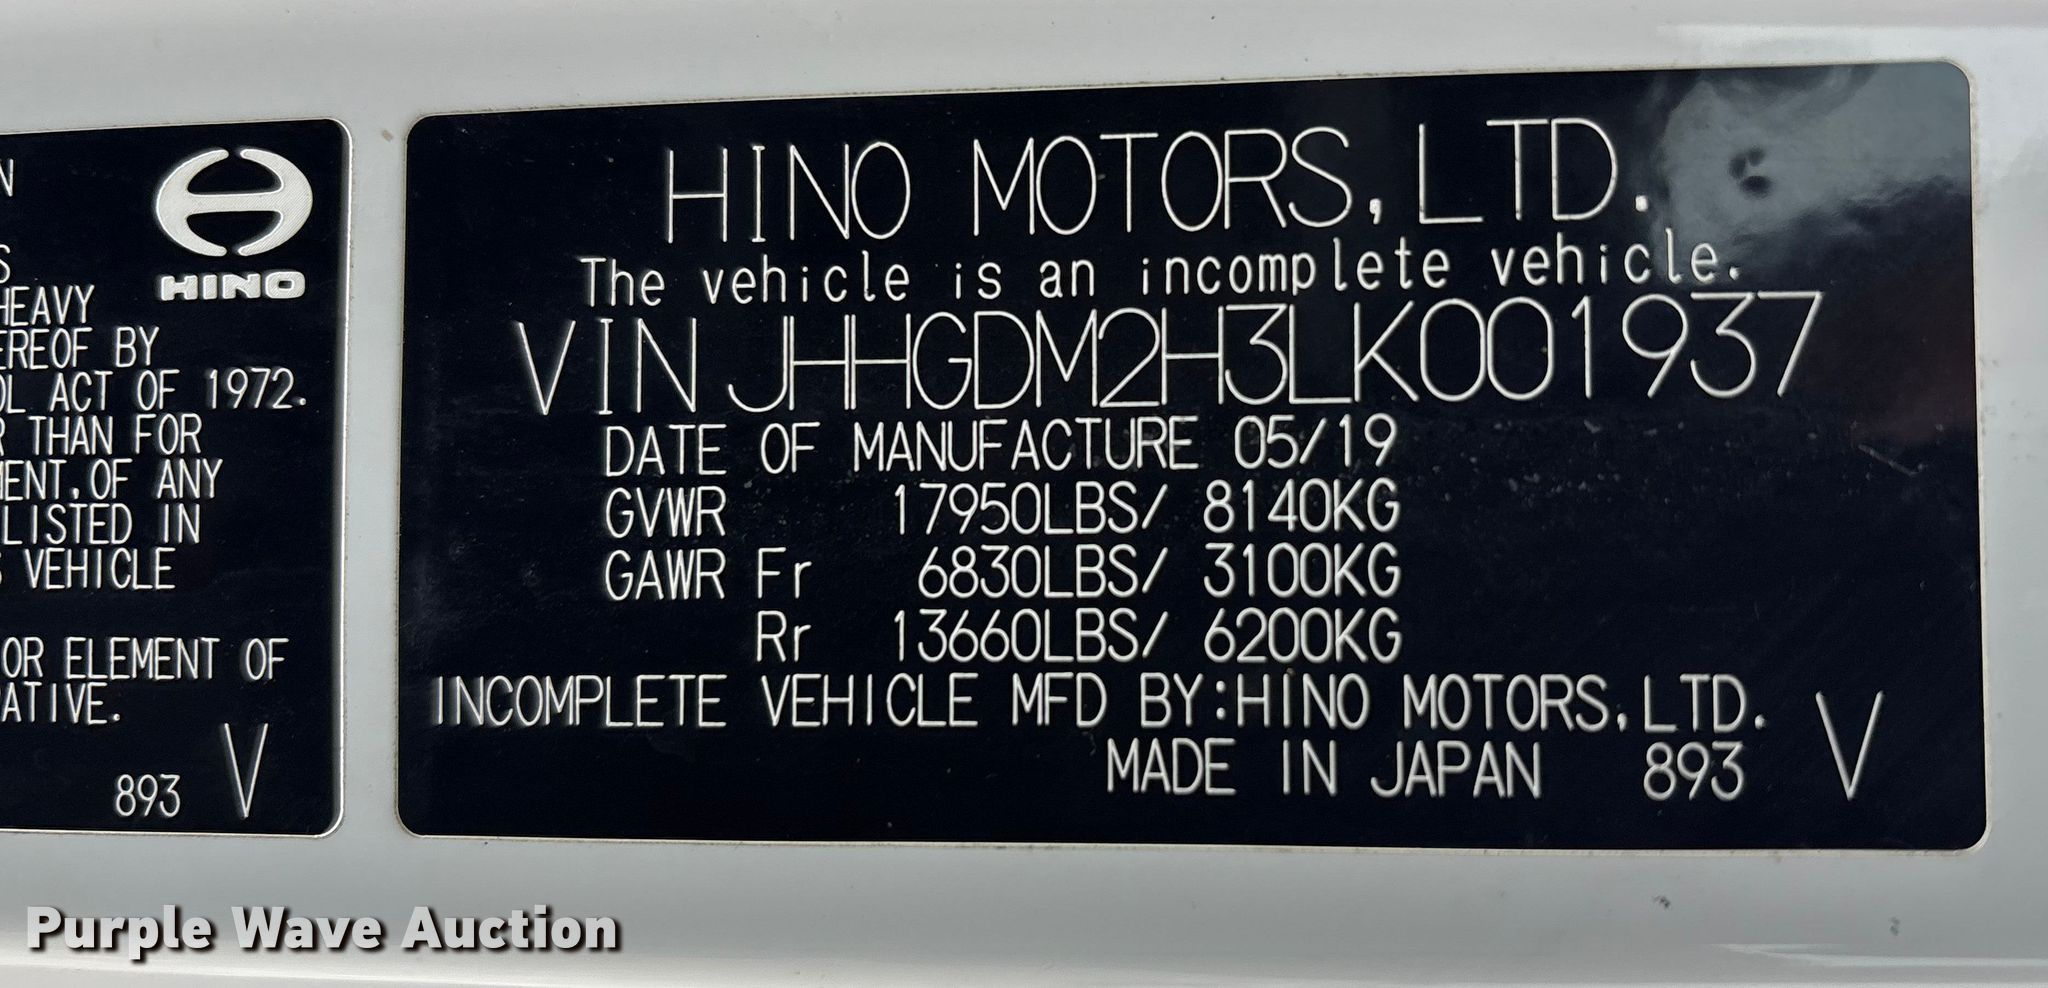 N
HINO
S
HEAVY
EREOF BY
OL ACT OF 1972.
R THAN FOR
MENT, OF ANY
LISTED IN
S VEHICLE
OR ELEMENT OF
RATIVE.
893 V
HINO MOTORS, LTD.
The vehicle is an incomplete vehicle.
VIN JHHGDM2H3LK001937
DATE OF MANUFACTURE 05/19
GVWR 17950LBS/ 8140KG
GAWR Fr 6830LBS/ 3100KG
Rr 13660LBS/ 6200KG
INCOMPLETE VEHICLE MFD BY:HINO MOTORS, LTD.
MADE IN JAPAN 893 V
Purple Wave Auction